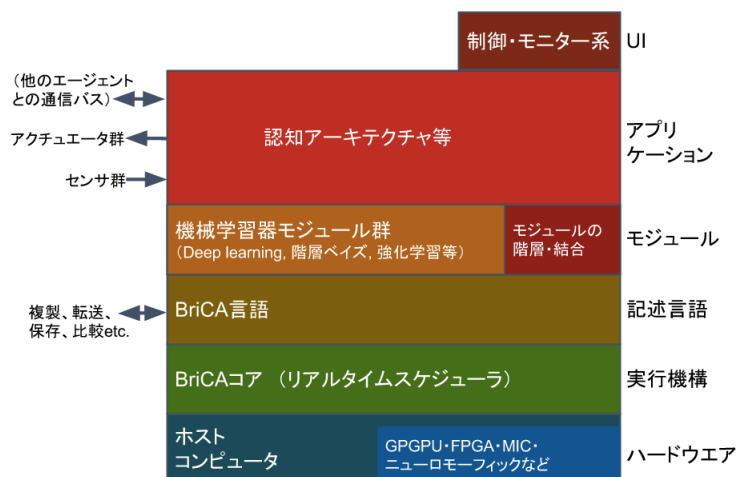 制御・モニター系
UI
（他のエージェント
との通信バス）
アクチュエータ群
センサ群
認知アーキテクチャ等
アプリ
ケーション
機械学習器モジュール群
（Deep learning, 階層ベイズ, 強化学習等）
モジュールの
階層・結合
モジュール
複製、転送、
保存、比較etc.
BriCA言語
記述言語
BriCAコア （リアルタイムスケジューラ）
実行機構
ホスト
コンピュータ
GPGPU・FPGA・MIC・
ニューロモーフィックなど
ハードウエア